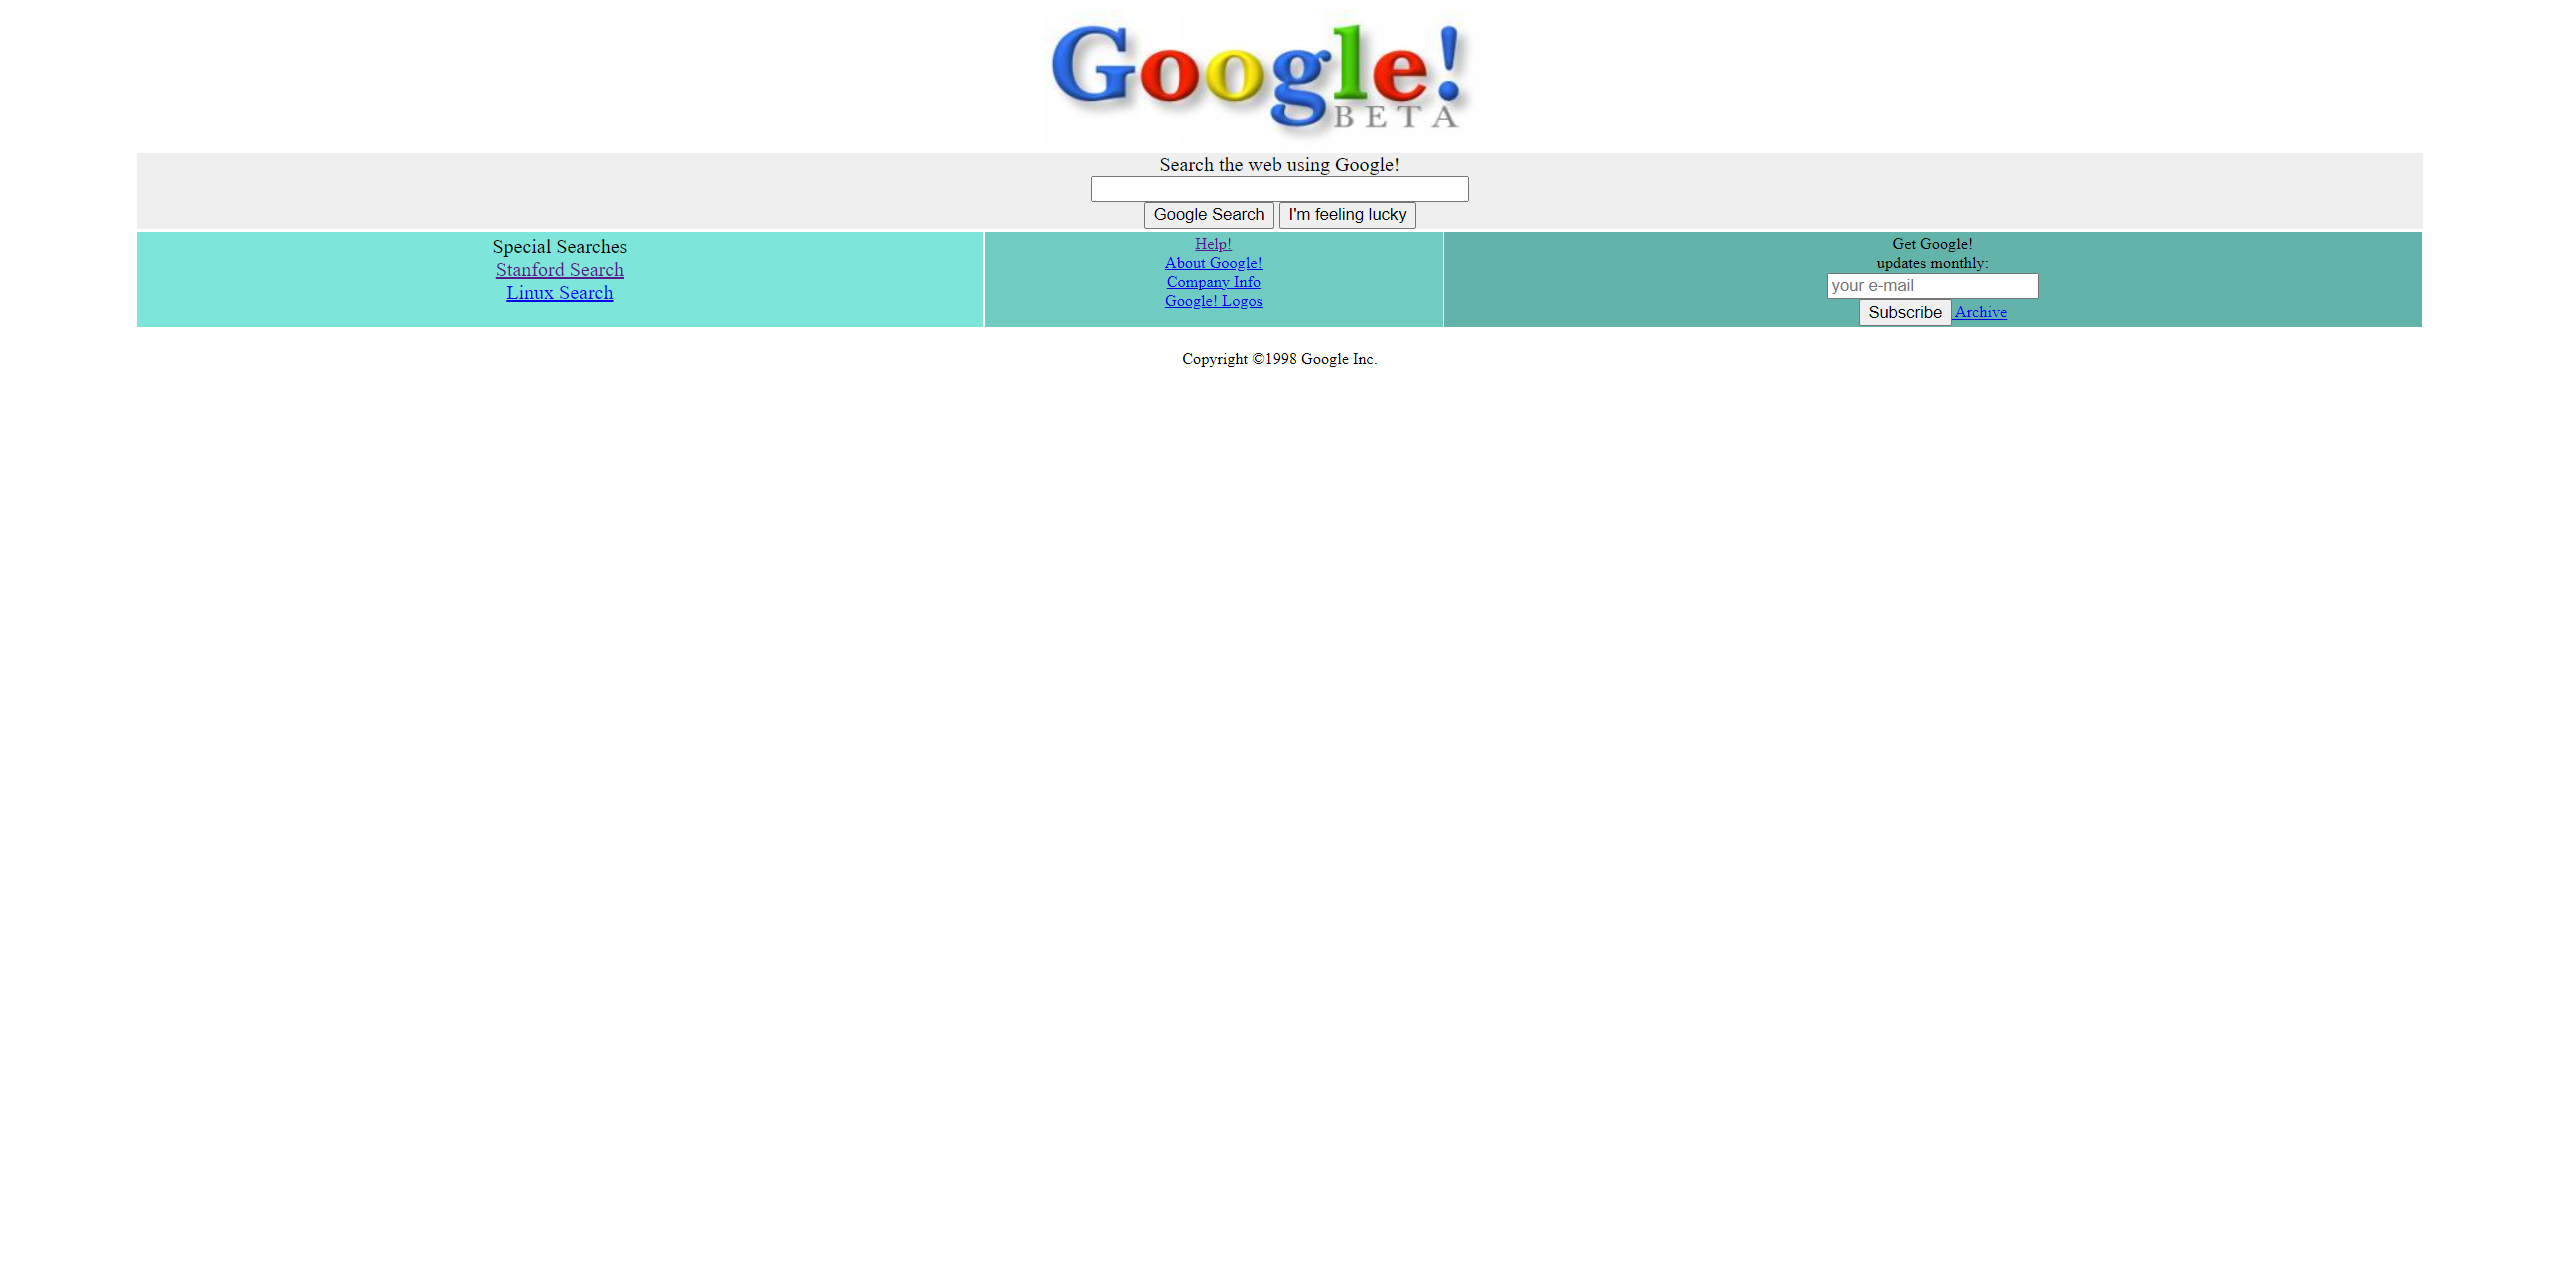 Google!
BETA
Search the web using Google!
Google Search I'm feeling lucky
Special Searches
Stanford Search
Linux Search
Help!
About Google!
Company Info
Google! Logos
Get Google!
updates monthly:
your e-mail
Subscribe Archive
Copyright ©1998 Google Inc.